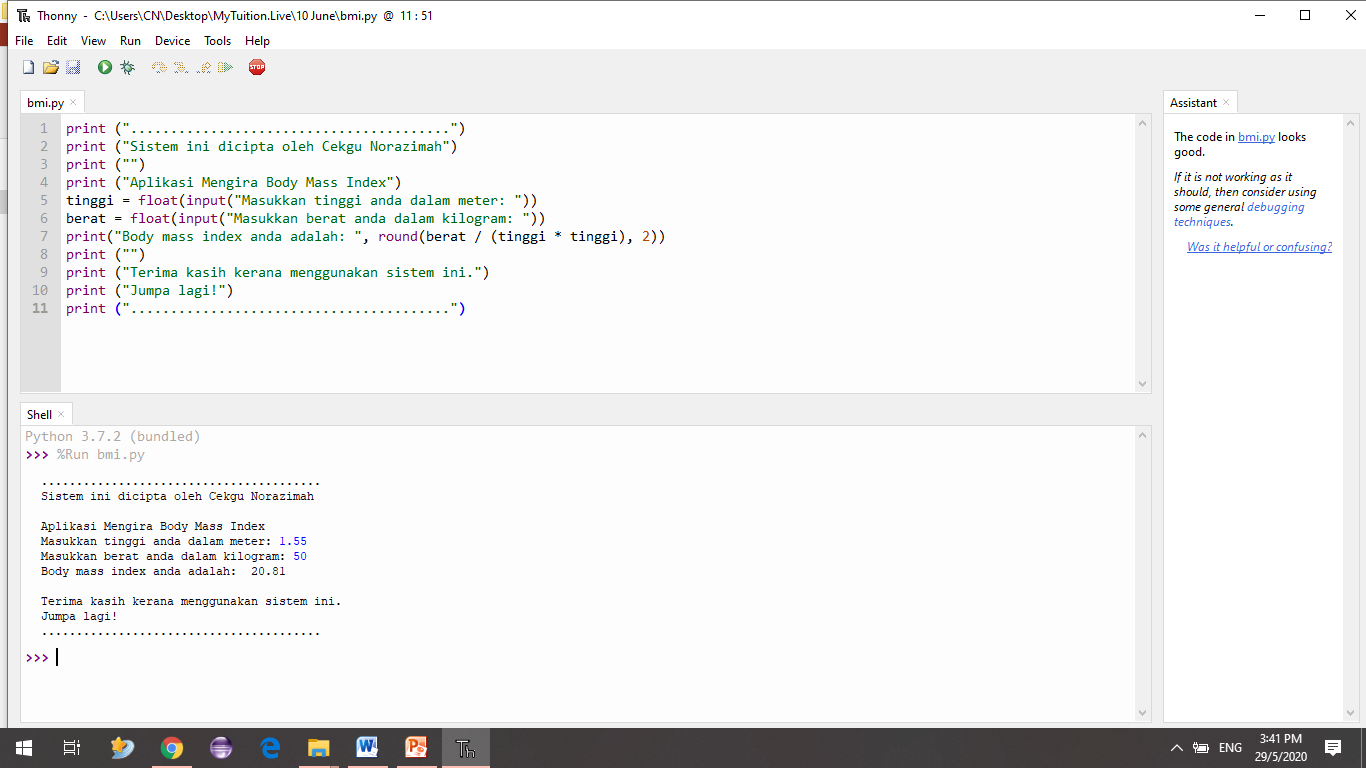 Thonny - C:\Users\CN\Desktop\MyTuition.Live\10 June\bmi.py @ 11 : 51
File Edit View Run Device Tools Help
STOP
bmi.py ×
1 print ("........................................")
2 print ("Sistem ini dicipta oleh Cekgu Norazimah")
3 print ("")
4 print ("Aplikasi Mengira Body Mass Index")
5 tinggi = float(input("Masukkan tinggi anda dalam meter: "))
6 berat = float(input("Masukkan berat anda dalam kilogram: "))
7 print("Body mass index anda adalah: ", round(berat / (tinggi * tinggi), 2))
8 print ("")
9 print ("Terima kasih kerana menggunakan sistem ini.")
10 print ("Jumpa lagi!")
11 print ("........................................")
Assistant ×
The code in bmi.py looks
good.
If it is not working as it
should, then consider using
some general debugging
techniques.
Was it helpful or confusing?
Shell ×
Python 3.7.2 (bundled)
>>> %Run bmi.py
........................................
Sistem ini dicipta oleh Cekgu Norazimah
Aplikasi Mengira Body Mass Index
Masukkan tinggi anda dalam meter: 1.55
Masukkan berat anda dalam kilogram: 50
Body mass index anda adalah:  20.81
Terima kasih kerana menggunakan sistem ini.
Jumpa lagi!
........................................
>>>
ENG
3:41 PM
29/5/2020